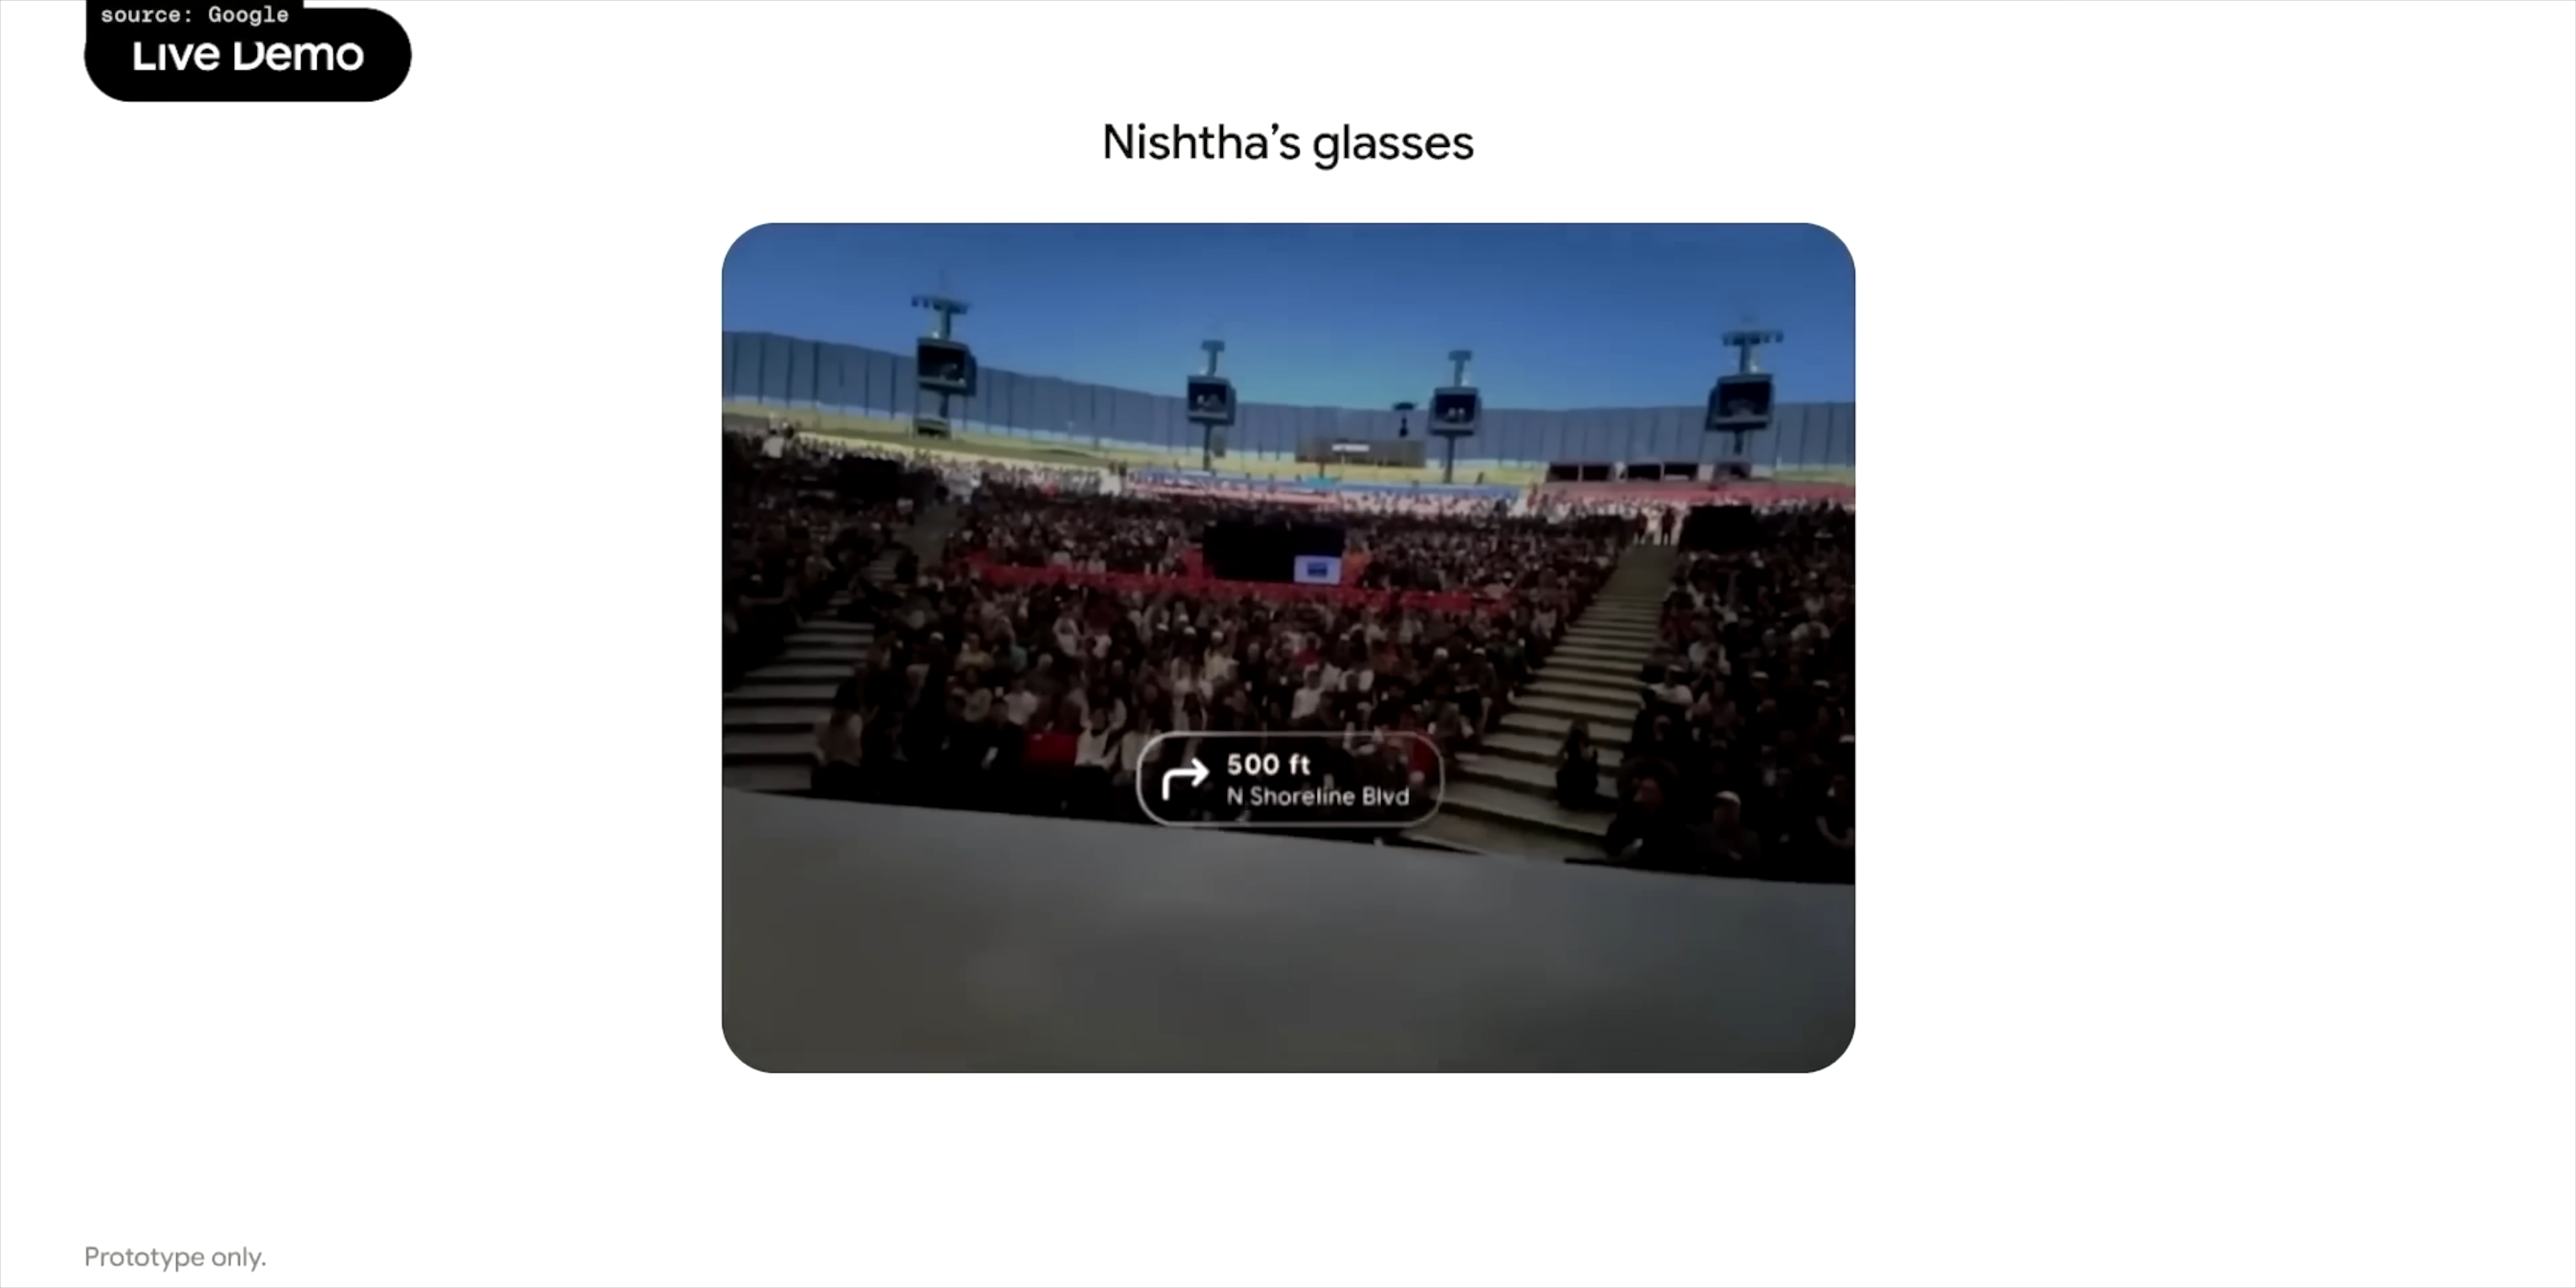 source: Google
Live Demo
Nishtha’s glasses
500 ft
N Shoreline Blvd
Prototype only.